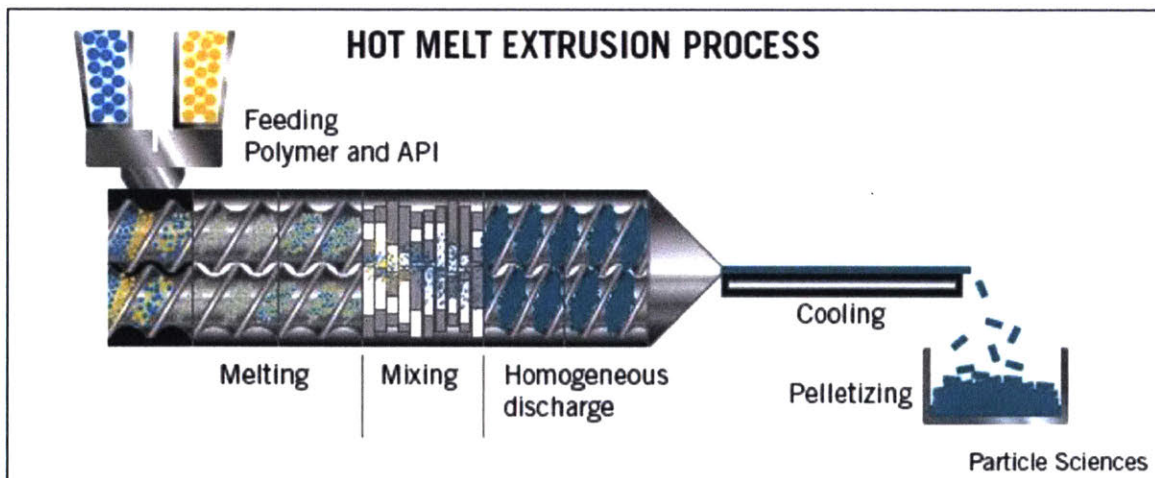 HOT MELT EXTRUSION PROCESS
Feeding
Polymer and API
Melting
Mixing
Homogeneous
discharge
Cooling
Pelletizing
Particle Sciences